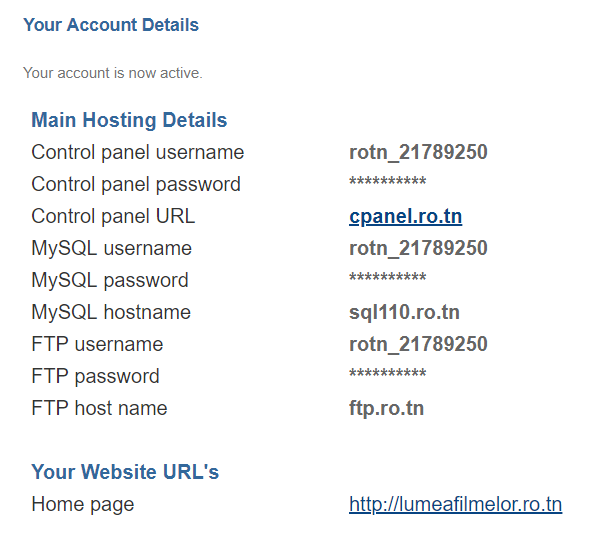 Your Account Details
Your account is now active.
Main Hosting Details
Control panel username rotn_21789250
Control panel password **********
Control panel URL cpanel.ro.tn
MySQL username rotn_21789250
MySQL password **********
MySQL hostname sql110.ro.tn
FTP username rotn_21789250
FTP password **********
FTP host name ftp.ro.tn
Your Website URL's
Home page http://lumeafilmelor.ro.tn